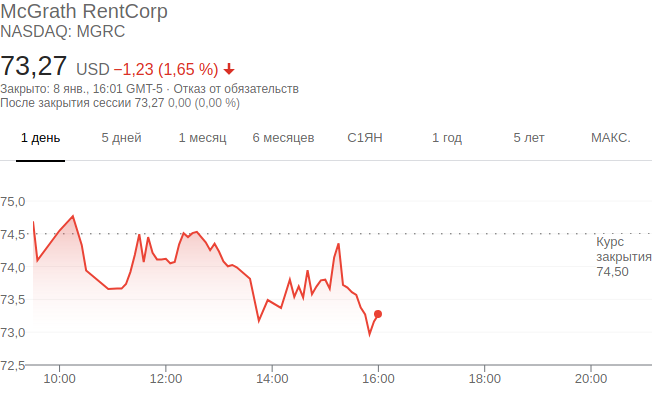 McGrath RentCorp
NASDAQ: MGRC
73,27 USD −1,23 (1,65 %)
Закрыто: 8 янв., 16:01 GMT-5 · Отказ от обязательств
После закрытия сессии 73,27 0,00 (0,00 %)
1 день 5 дней 1 месяц 6 месяцев С1ЯН 1 год 5 лет МАКС.
75,0
74,5
Курс
закрытия
74,50
74,0
73,5
73,0
72,5
10:00 12:00 14:00 16:00 18:00 20:00